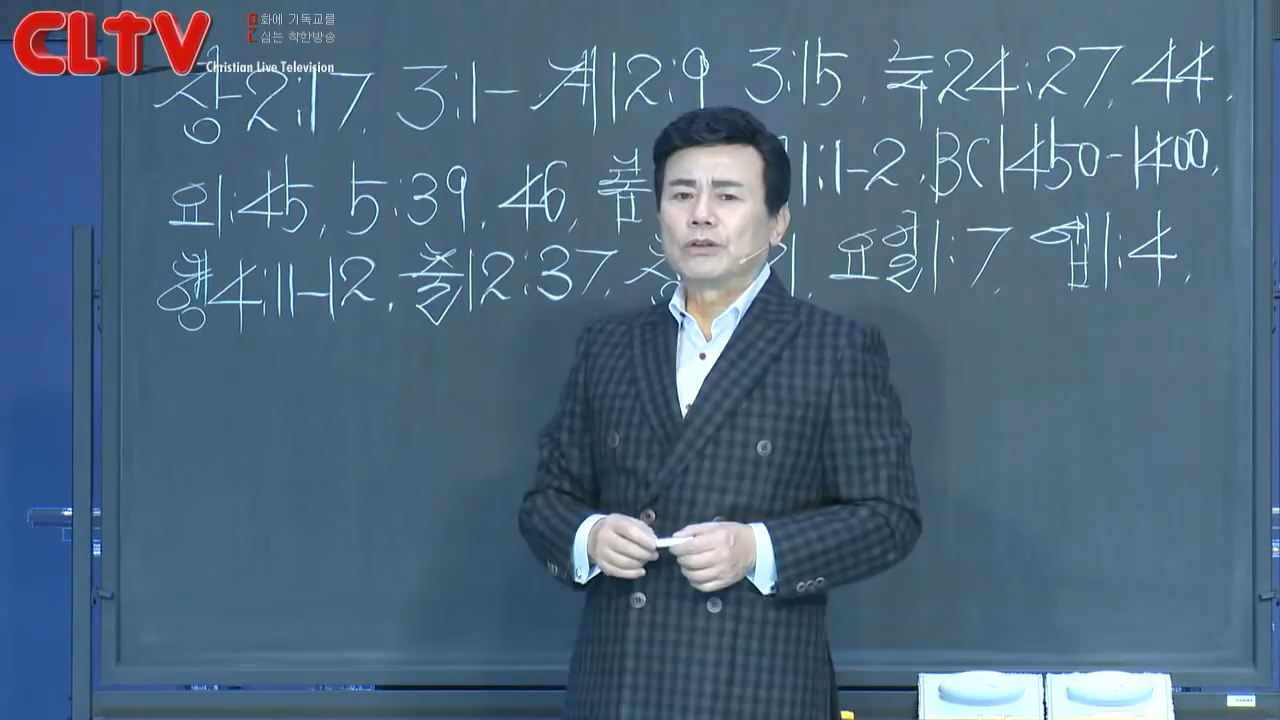 CLTV
문화에 기독교를
심는 착한방송
Christian Live Television
창2:17, 3:1- 계12:9 3:15, 눅24:27, 44,
요1:45, 5:39, 46, 1:1-2, BC1450-1400,
행4:11-12, 출12:37, 요일1:7, 엡1:4,